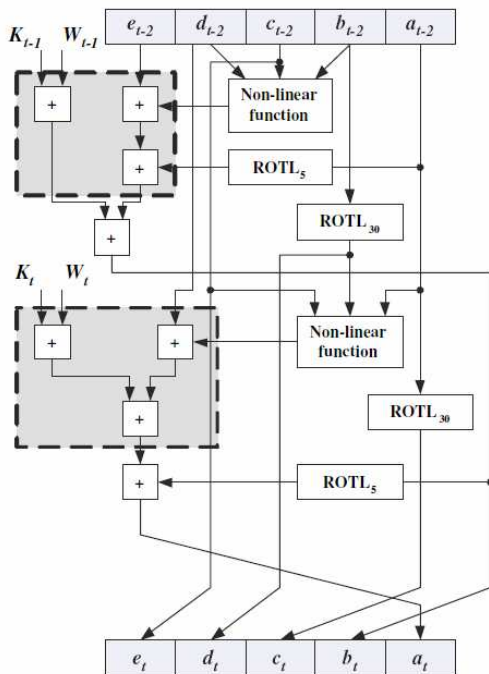 e_{t-2} d_{t-2} c_{t-2} b_{t-2} a_{t-2}
K_{t-1} W_{t-1}
+ +
Non-linear
function
+
ROTL_5
+
ROTL_30
K_t W_t
+ +
Non-linear
function
+
ROTL_30
+
ROTL_5
e_t d_t c_t b_t a_t